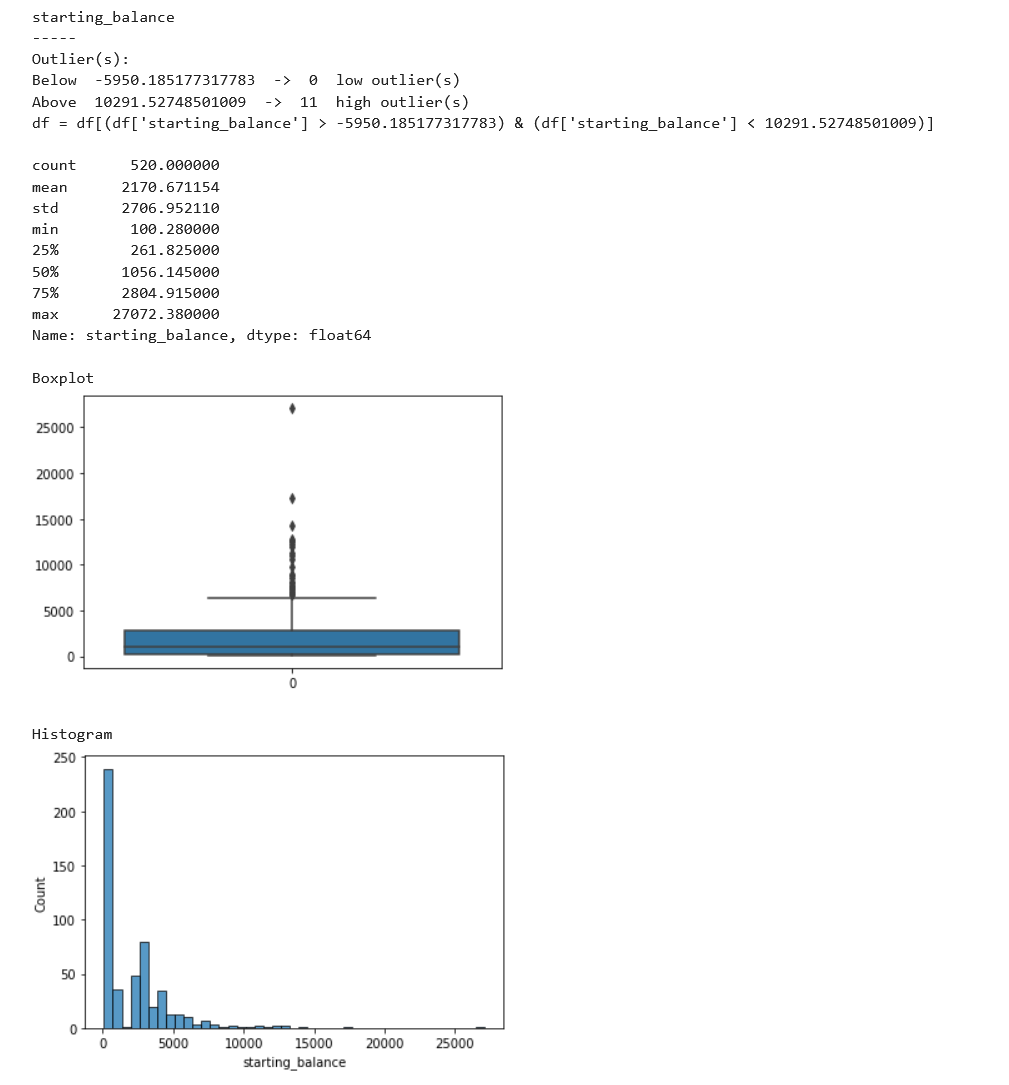 starting_balance
-----
Outlier(s):
Below  -5950.185177317783  ->  0  low outlier(s)
Above  10291.52748501009  ->  11  high outlier(s)
df = df[(df['starting_balance'] > -5950.185177317783) & (df['starting_balance'] < 10291.52748501009)]
count      520.000000
mean      2170.671154
std       2706.952110
min        100.280000
25%        261.825000
50%       1056.145000
75%       2804.915000
max      27072.380000
Name: starting_balance, dtype: float64
Boxplot
25000
20000
15000
10000
5000
0
0
Histogram
250
200
150
100
50
0
Count
0 5000 10000 15000 20000 25000
starting_balance